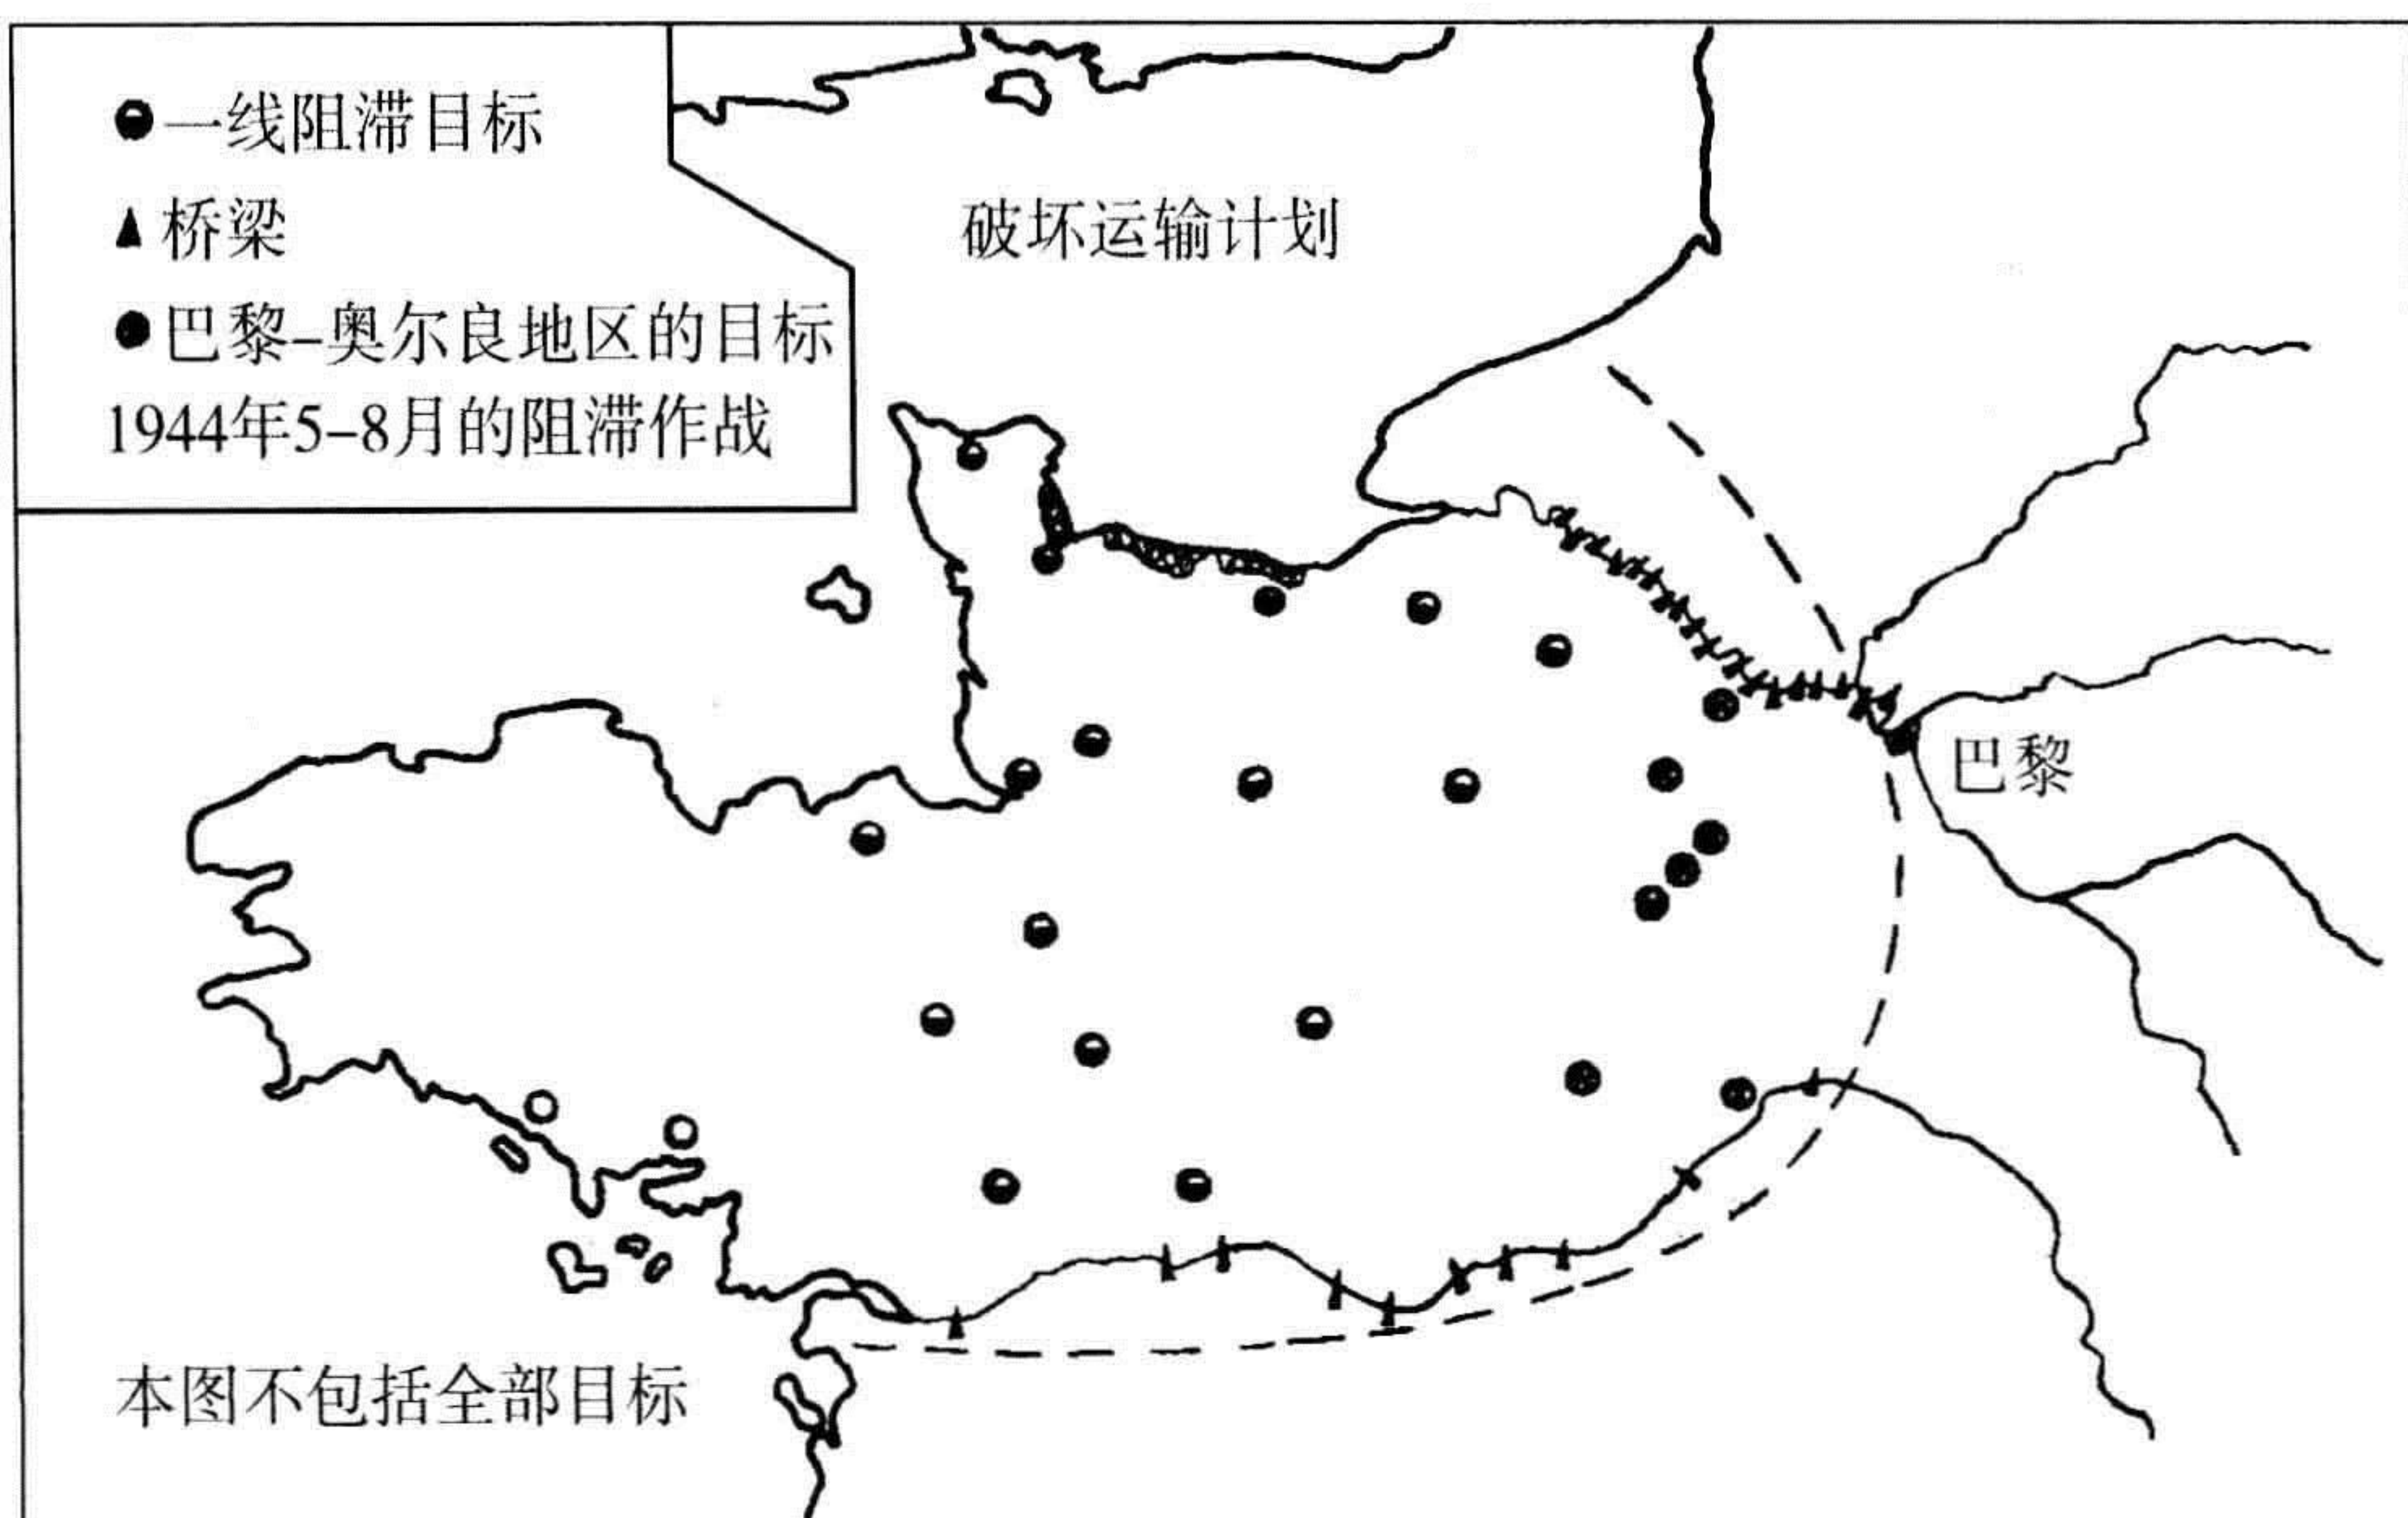 一线阻滞目标
桥梁
巴黎-奥尔良地区的目标
1944年5-8月的阻滞作战
破坏运输计划
巴黎
本图不包括全部目标